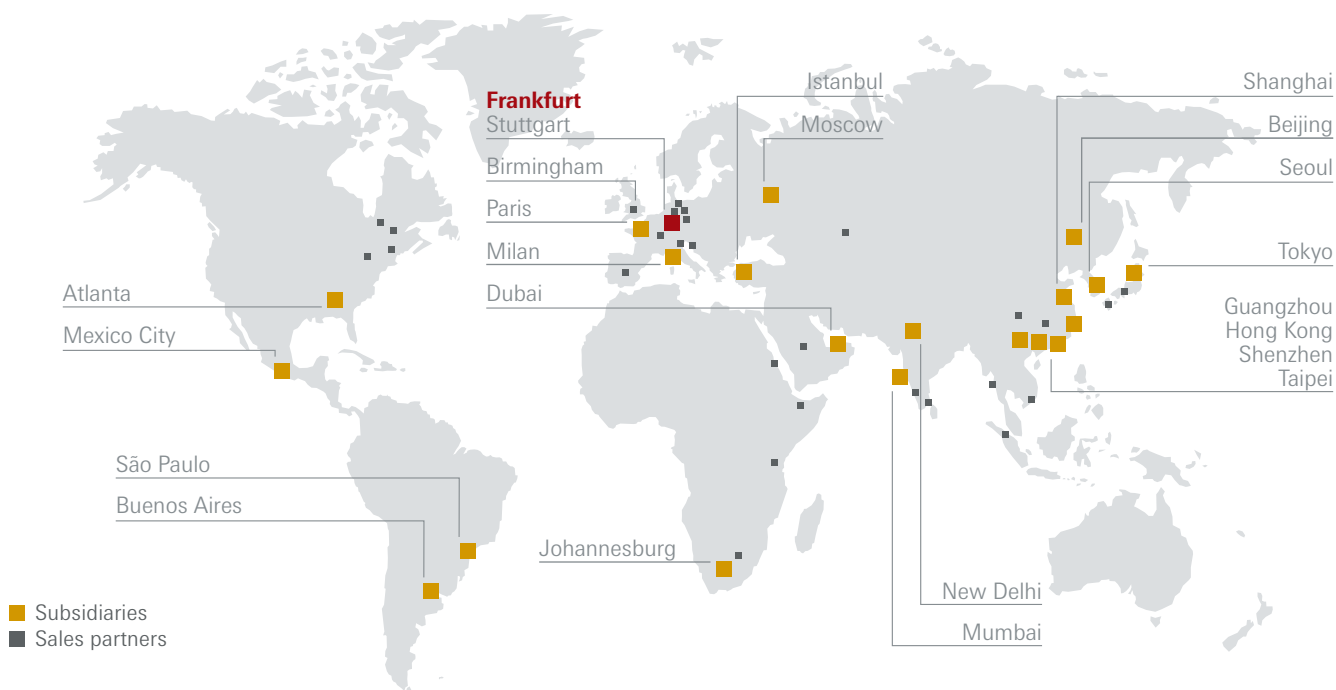 Frankfurt
Stuttgart
Birmingham
Paris
Milan
Dubai
Istanbul
Moscow
Shanghai
Beijing
Seoul
Tokyo
Guangzhou
Hong Kong
Shenzhen
Taipei
Atlanta
Mexico City
São Paulo
Buenos Aires
Johannesburg
New Delhi
Mumbai
Subsidiaries
Sales partners